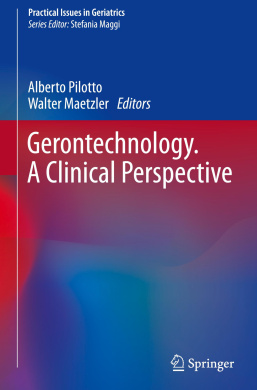 Practical Issues in Geriatrics
Series Editor: Stefania Maggi
Alberto Pilotto
Walter Maetzler Editors
Gerontechnology.
A Clinical Perspective
Springer